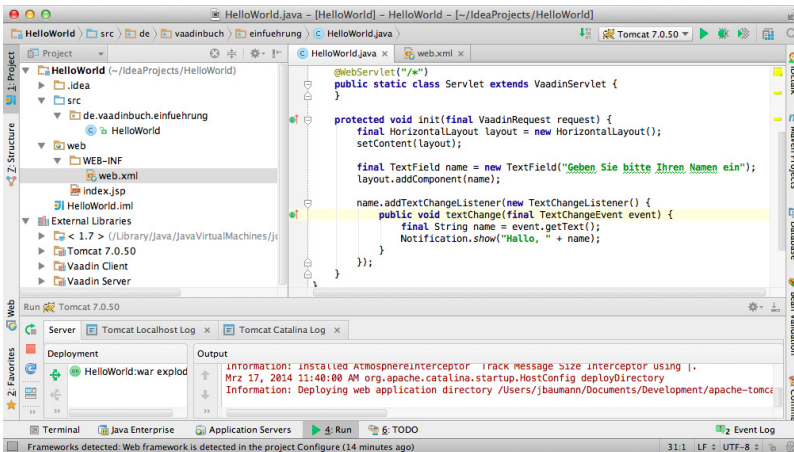 HelloWorld.java - [HelloWorld] - HelloWorld - [~/IdeaProjects/HelloWorld]
HelloWorld src de vaadinbuch einfuehrung HelloWorld.java Tomcat 7.0.50
1: Project
Z: Structure
Web
2: Favorites
Project
HelloWorld (~/IdeaProjects/HelloWorld)
.idea
src
de.vaadinbuch.einfuehrung
HelloWorld
web
WEB-INF
web.xml
index.jsp
HelloWorld.iml
External Libraries
< 1.7 > (/Library/Java/JavaVirtualMachines/j
Tomcat 7.0.50
Vaadin Client
Vaadin Server
HelloWorld.java × web.xml ×
@WebServlet("/*")
public static class Servlet extends VaadinServlet {
}
protected void init(final VaadinRequest request) {
final HorizontalLayout layout = new HorizontalLayout();
setContent(layout);
final TextField name = new TextField("Geben Sie bitte Ihren Namen ein");
layout.addComponent(name);
name.addTextChangeListener(new TextChangeListener() {
public void textChange(final TextChangeEvent event) {
final String name = event.getText();
Notification.show("Hallo, " + name);
}
});
}
}
Maven Projects
Database
Bean Validation
Run Tomcat 7.0.50
Server Tomcat Localhost Log × Tomcat Catalina Log ×
Deployment
HelloWorld:war explod
Output
Information: Installed AtmosphereInterceptor Track Message Size Interceptor using |.
Mrz 17, 2014 11:40:00 AM org.apache.catalina.startup.HostConfig deployDirectory
Information: Deploying web application directory /Users/jbaumann/Documents/Development/apache-tomca
Terminal Java Enterprise Application Servers 4: Run 6: TODO 2 Event Log
Frameworks detected: Web framework is detected in the project Configure (14 minutes ago) 31:1 LF UTF-8